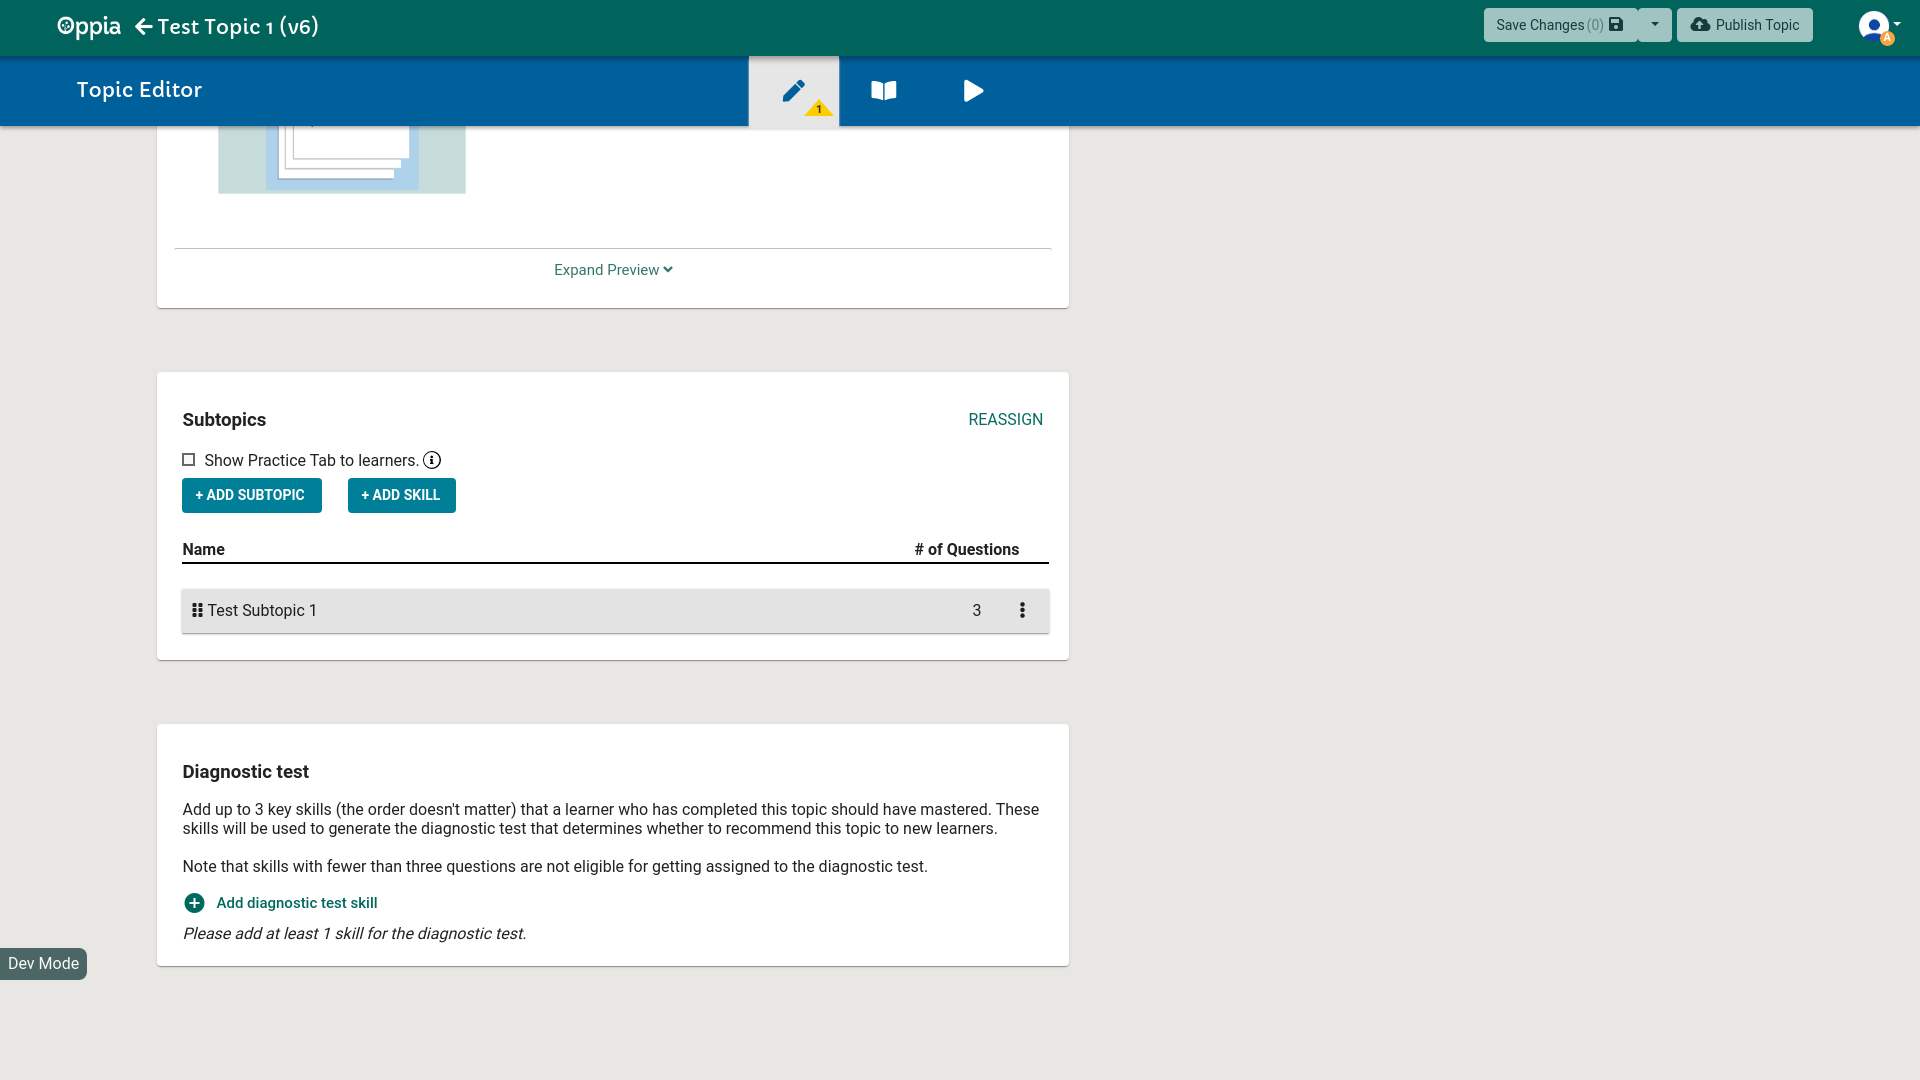 Oppia
Test Topic 1 (v6)
Save Changes (0)
Publish Topic
A
Topic Editor
1
Expand Preview
Subtopics
REASSIGN
Show Practice Tab to learners.
+ ADD SUBTOPIC
+ ADD SKILL
Name
# of Questions
Test Subtopic 1
3
Diagnostic test
Add up to 3 key skills (the order doesn't matter) that a learner who has completed this topic should have mastered. These
skills will be used to generate the diagnostic test that determines whether to recommend this topic to new learners.
Note that skills with fewer than three questions are not eligible for getting assigned to the diagnostic test.
Add diagnostic test skill
Please add at least 1 skill for the diagnostic test.
Dev Mode